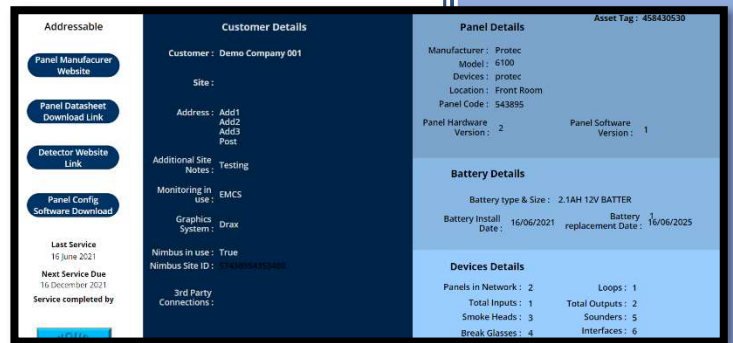 Addressable
Panel Manufacurer
Website
Panel Datasheet
Download Link
Detector Website
Link
Panel Config
Software Download
Last Service
16 June 2021
Next Service Due
16 December 2021
Service completed by
Customer Details
Customer : Demo Company 001
Site :
Address : Add1
Add2
Add3
Post
Additional Site
Notes : Testing
Monitoring in
use : EMCS
Graphics
System : Drax
Nimbus in use : True
Nimbus Site ID :
3rd Party
Connections :
Asset Tag : 458430530
Panel Details
Manufacturer : Protec
Model : 6100
Devices : protec
Location : Front Room
Panel Code : 543895
Panel Hardware
Version : 2
Panel Software
Version : 1
Battery Details
Battery type & Size : 2.1AH 12V BATTER
Battery Install
Date : 16/06/2021
Battery 1
replacement Date : 16/06/2025
Devices Details
Panels in Network : 2 Loops : 1
Total Inputs : 1 Total Outputs : 2
Smoke Heads : 3 Sounders : 5
Break Glasses : 4 Interfaces : 6